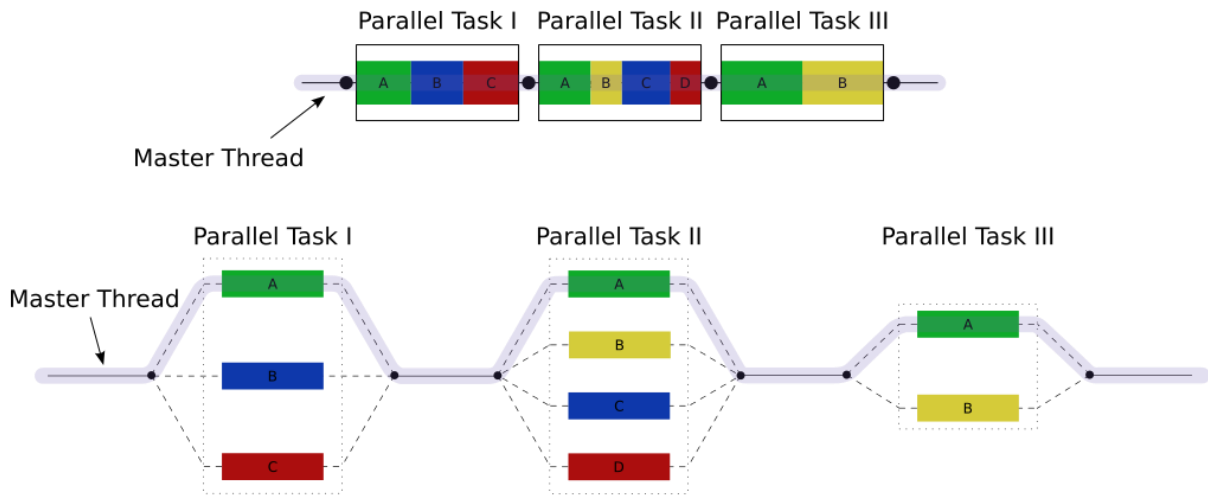 Parallel Task I
Parallel Task II
Parallel Task III
A
B
C
A
B
C
D
A
B
Master Thread
Parallel Task I
Parallel Task II
Parallel Task III
Master Thread
A
B
C
A
B
C
D
A
B